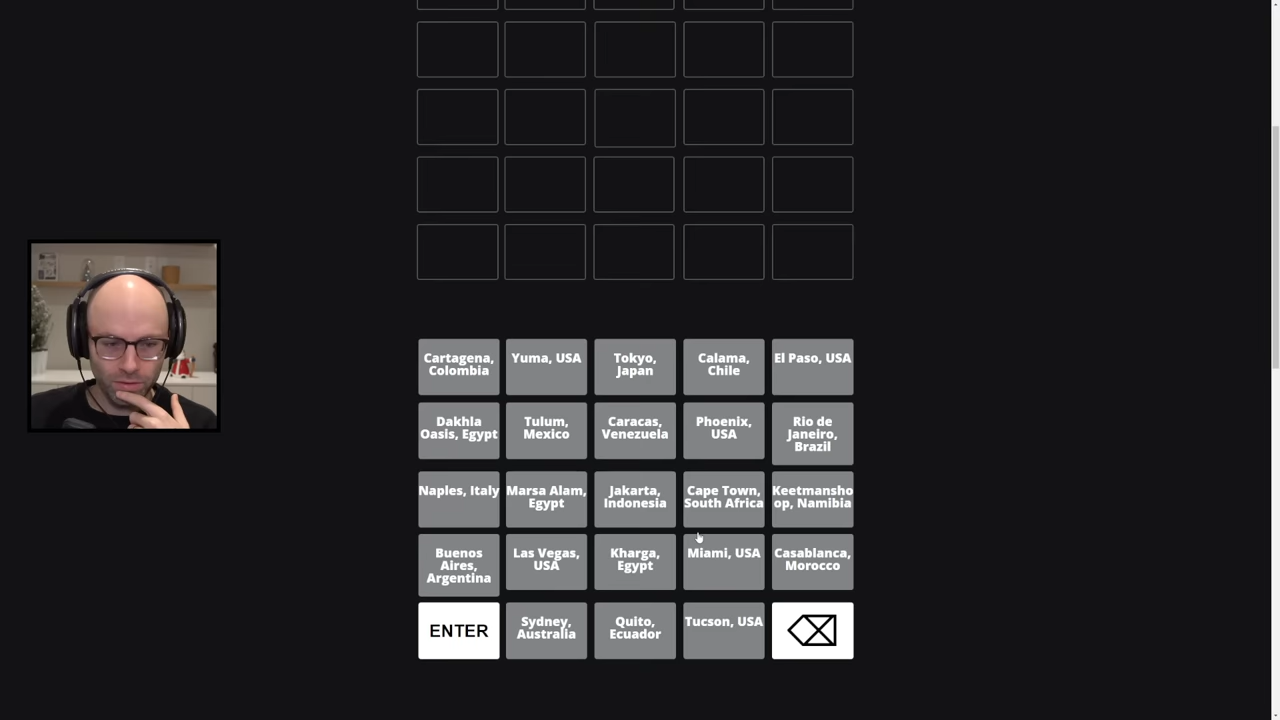 Cartagena,
Colombia
Yuma, USA
Tokyo,
Japan
Calama,
Chile
El Paso, USA
Dakhla
Oasis, Egypt
Tulum,
Mexico
Caracas,
Venezuela
Phoenix,
USA
Rio de
Janeiro,
Brazil
Naples, Italy
Marsa Alam,
Egypt
Jakarta,
Indonesia
Cape Town,
South Africa
Keetmansho
op, Namibia
Buenos
Aires,
Argentina
Las Vegas,
USA
Kharga,
Egypt
Miami, USA
Casablanca,
Morocco
ENTER
Sydney,
Australia
Quito,
Ecuador
Tucson, USA